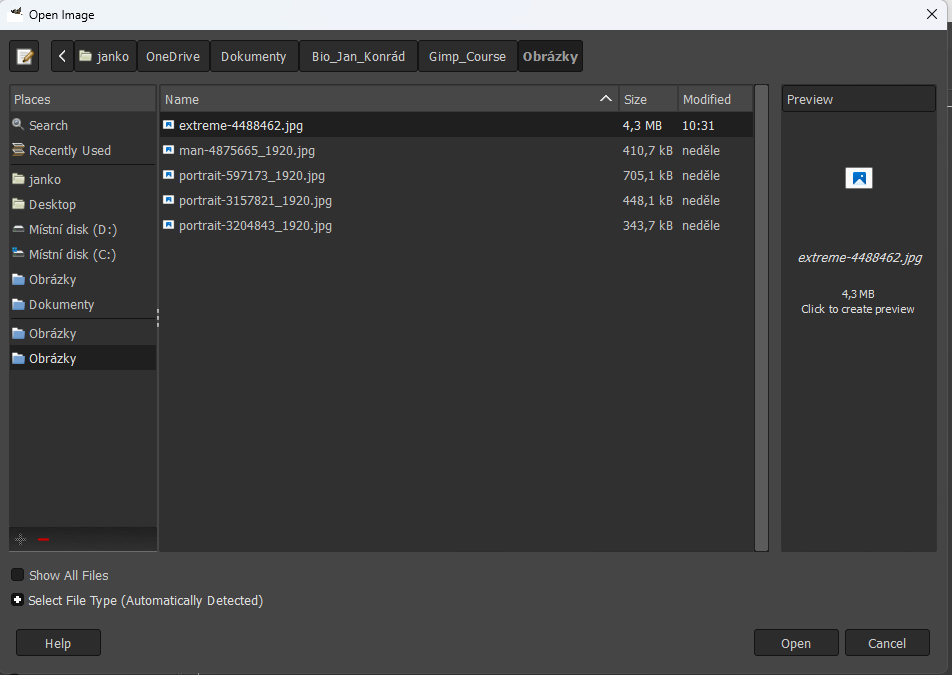 Open Image
janko OneDrive Dokumenty Bio_Jan_Konrád Gimp_Course Obrázky
Places
Search
Recently Used
janko
Desktop
Místní disk (D:)
Místní disk (C:)
Obrázky
Dokumenty
Obrázky
Obrázky
Name Size Modified
extreme-4488462.jpg 4,3 MB 10:31
man-4875665_1920.jpg 410,7 kB neděle
portrait-597173_1920.jpg 705,1 kB neděle
portrait-3157821_1920.jpg 448,1 kB neděle
portrait-3204843_1920.jpg 343,7 kB neděle
Preview
extreme-4488462.jpg
4,3 MB
Click to create preview
Show All Files
Select File Type (Automatically Detected)
Help Open Cancel